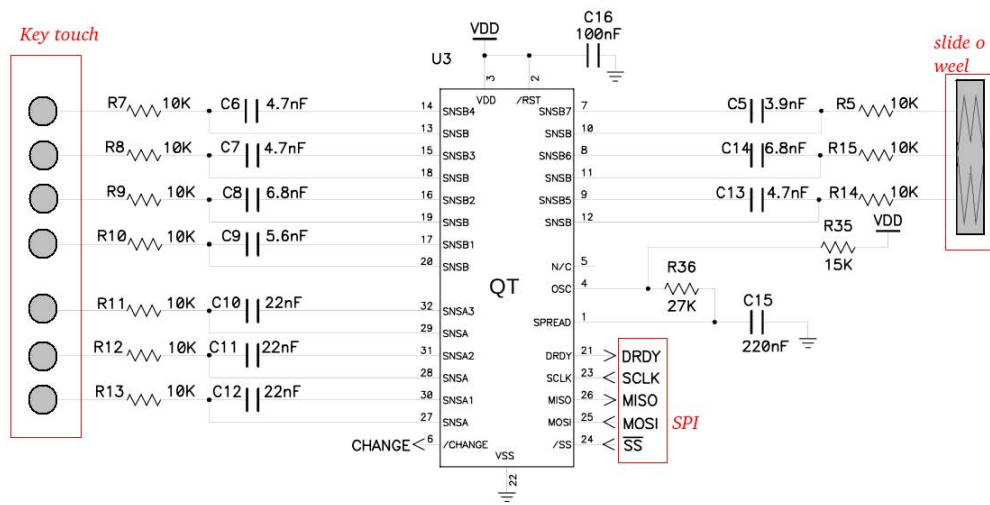 Key touch
VDD
C16
100nF
U3
slide o
weel
3 2
VDD /RST
R7 10K C6 4.7nF 14 SNSB4
13 SNSB
R8 10K C7 4.7nF 15 SNSB3
18 SNSB
R9 10K C8 6.8nF 16 SNSB2
19 SNSB
R10 10K C9 5.6nF 17 SNSB1
20 SNSB
R11 10K C10 22nF 32 SNSA3
29 SNSA
R12 10K C11 22nF 31 SNSA2
28 SNSA
R13 10K C12 22nF 30 SNSA1
27 SNSA
CHANGE 6 /CHANGE
QT
VSS
22
SNSB7 7 C5 3.9nF R5 10K
SNSB 10
SNSB6 8 C14 6.8nF R15 10K
SNSB 11
SNSB5 9 C13 4.7nF R14 10K
SNSB 12
VDD
R35
15K
N/C 5
OSC 4
R36
27K
SPREAD 1
C15
220nF
DRDY 21 DRDY
SCLK 23 SCLK
MISO 26 MISO
MOSI 25 MOSI
/SS 24 SS
SPI